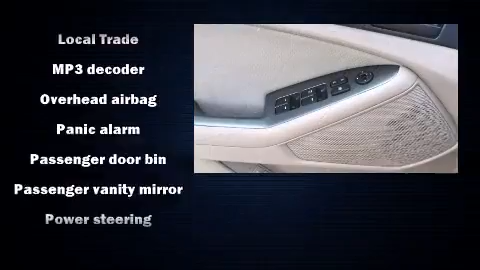 Local Trade
MP3 decoder
Overhead airbag
Panic alarm
Passenger door bin
Passenger vanity mirror
Power steering